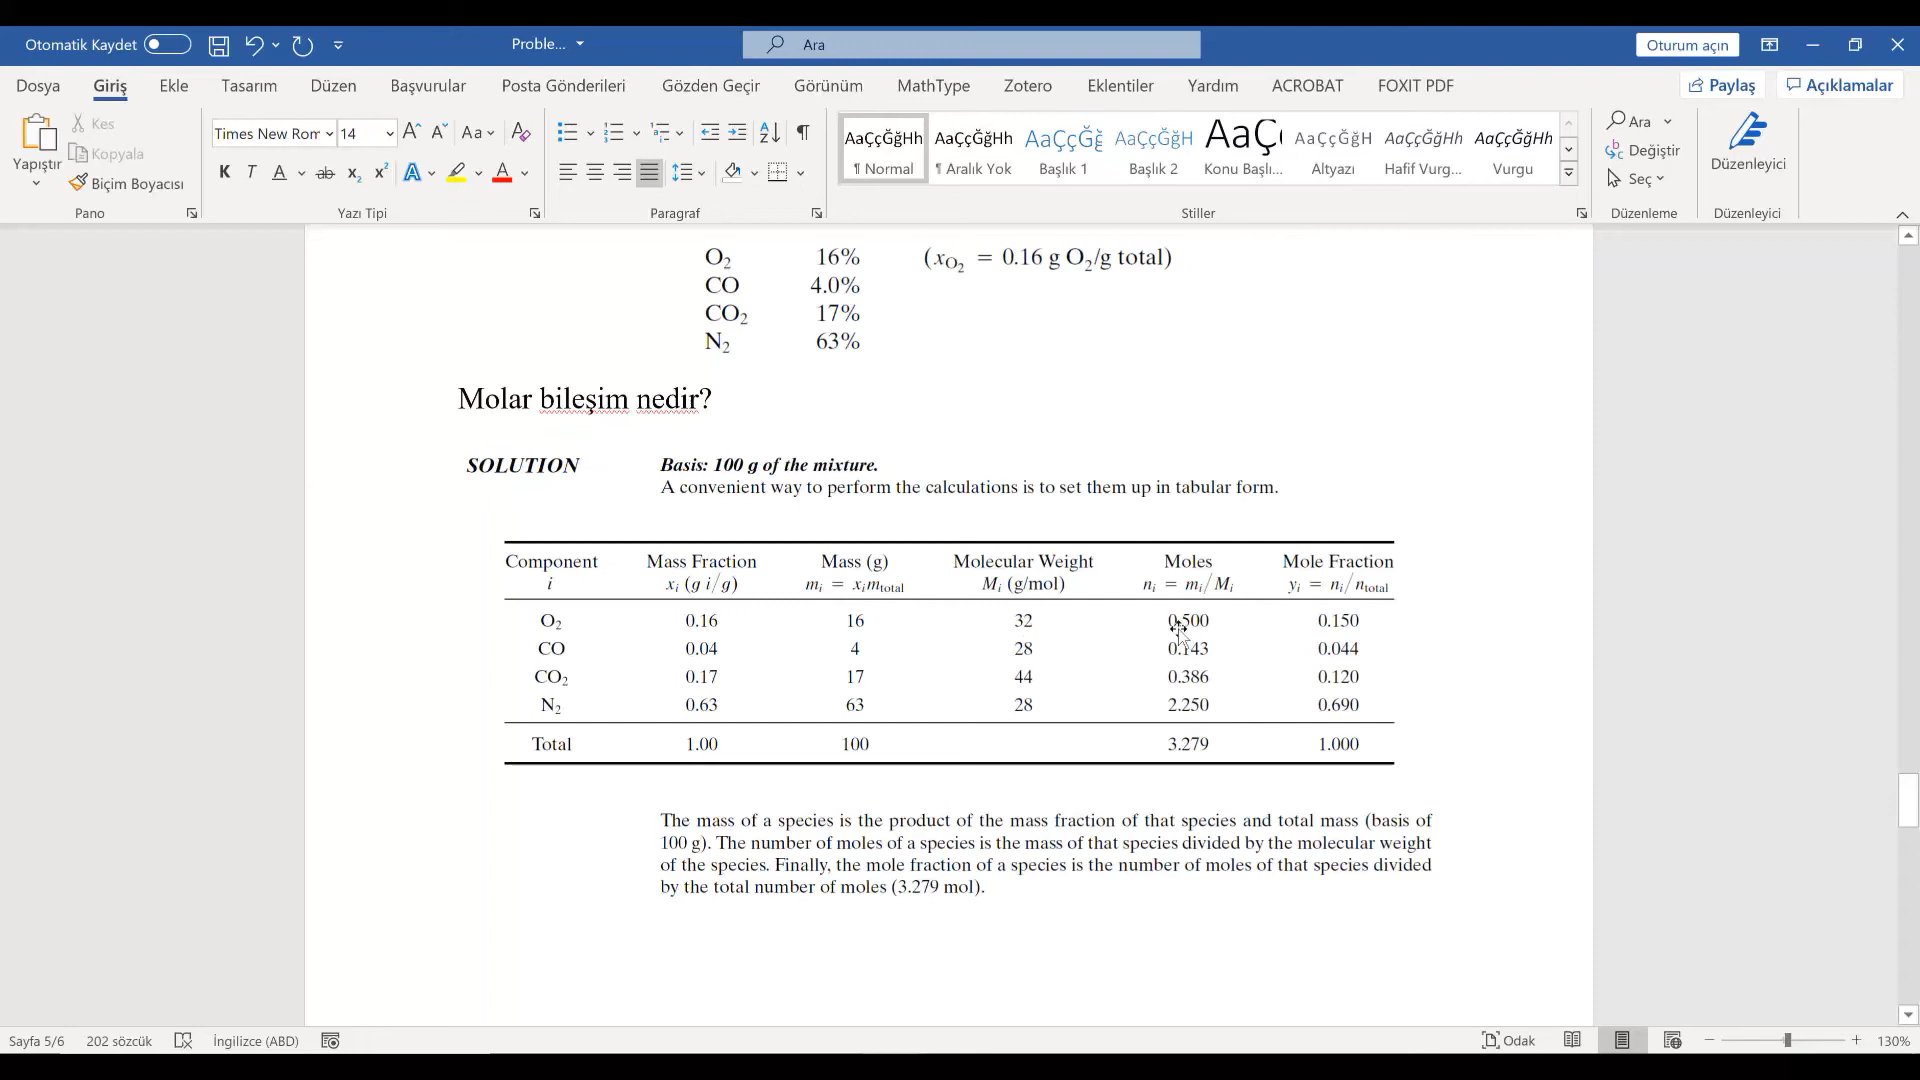 Otomatik Kaydet Proble... Ara Oturum açın
Dosya Giriş Ekle Tasarım Düzen Başvurular Posta Gönderileri Gözden Geçir Görünüm MathType Zotero Eklentiler Yardım ACROBAT FOXIT PDF Paylaş Açıklamalar
Yapıştır
Kes
Kopyala
Biçim Boyacısı
Pano
Times New Rom 14
K T A ab x₂ x² A A
Yazı Tipi
Paragraf
AaÇçĞğHh AaÇçĞğHh AaÇçĞğ AaÇçĞğH AaÇ AaÇçĞğH AaÇçĞğHh AaÇçĞğHh
¶ Normal ¶ Aralık Yok Başlık 1 Başlık 2 Konu Başlı... Altyazı Hafif Vurg... Vurgu
Stiller
Ara
Değiştir
Seç
Düzenleme
Düzenleyici
Düzenleyici
O₂ 16% (x_O₂ = 0.16 g O₂/g total)
CO 4.0%
CO₂ 17%
N₂ 63%
Molar bileşim nedir?
SOLUTION Basis: 100 g of the mixture.
A convenient way to perform the calculations is to set them up in tabular form.
Component Mass Fraction Mass (g) Molecular Weight Moles Mole Fraction
i xᵢ (g i/g) mᵢ = xᵢm_total Mᵢ (g/mol) nᵢ = mᵢ/Mᵢ yᵢ = nᵢ/n_total
O₂ 0.16 16 32 0.500 0.150
CO 0.04 4 28 0.143 0.044
CO₂ 0.17 17 44 0.386 0.120
N₂ 0.63 63 28 2.250 0.690
Total 1.00 100 3.279 1.000
The mass of a species is the product of the mass fraction of that species and total mass (basis of
100 g). The number of moles of a species is the mass of that species divided by the molecular weight
of the species. Finally, the mole fraction of a species is the number of moles of that species divided
by the total number of moles (3.279 mol).
Sayfa 5/6 202 sözcük İngilizce (ABD) Odak 130%